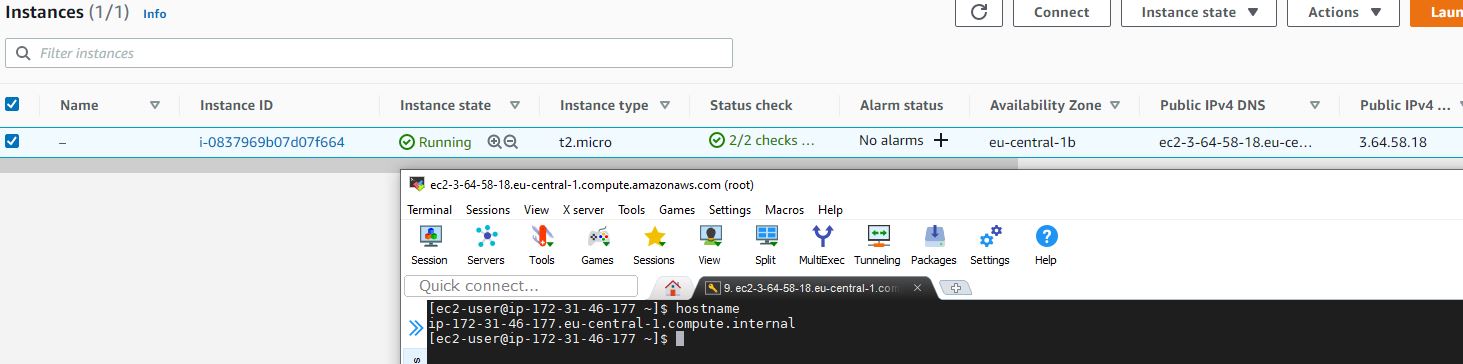 Instances (1/1) Info
Connect Instance state Actions Laun
Filter instances
Name Instance ID Instance state Instance type Status check Alarm status Availability Zone Public IPv4 DNS Public IPv4 ...
– i-0837969b07d07f664 Running t2.micro 2/2 checks ... No alarms + eu-central-1b ec2-3-64-58-18.eu-ce... 3.64.58.18
ec2-3-64-58-18.eu-central-1.compute.amazonaws.com (root)
Terminal Sessions View X server Tools Games Settings Macros Help
Session Servers Tools Games Sessions View Split MultiExec Tunneling Packages Settings Help
Quick connect... 9. ec2-3-64-58-18.eu-central-1.com
[ec2-user@ip-172-31-46-177 ~]$ hostname
ip-172-31-46-177.eu-central-1.compute.internal
[ec2-user@ip-172-31-46-177 ~]$